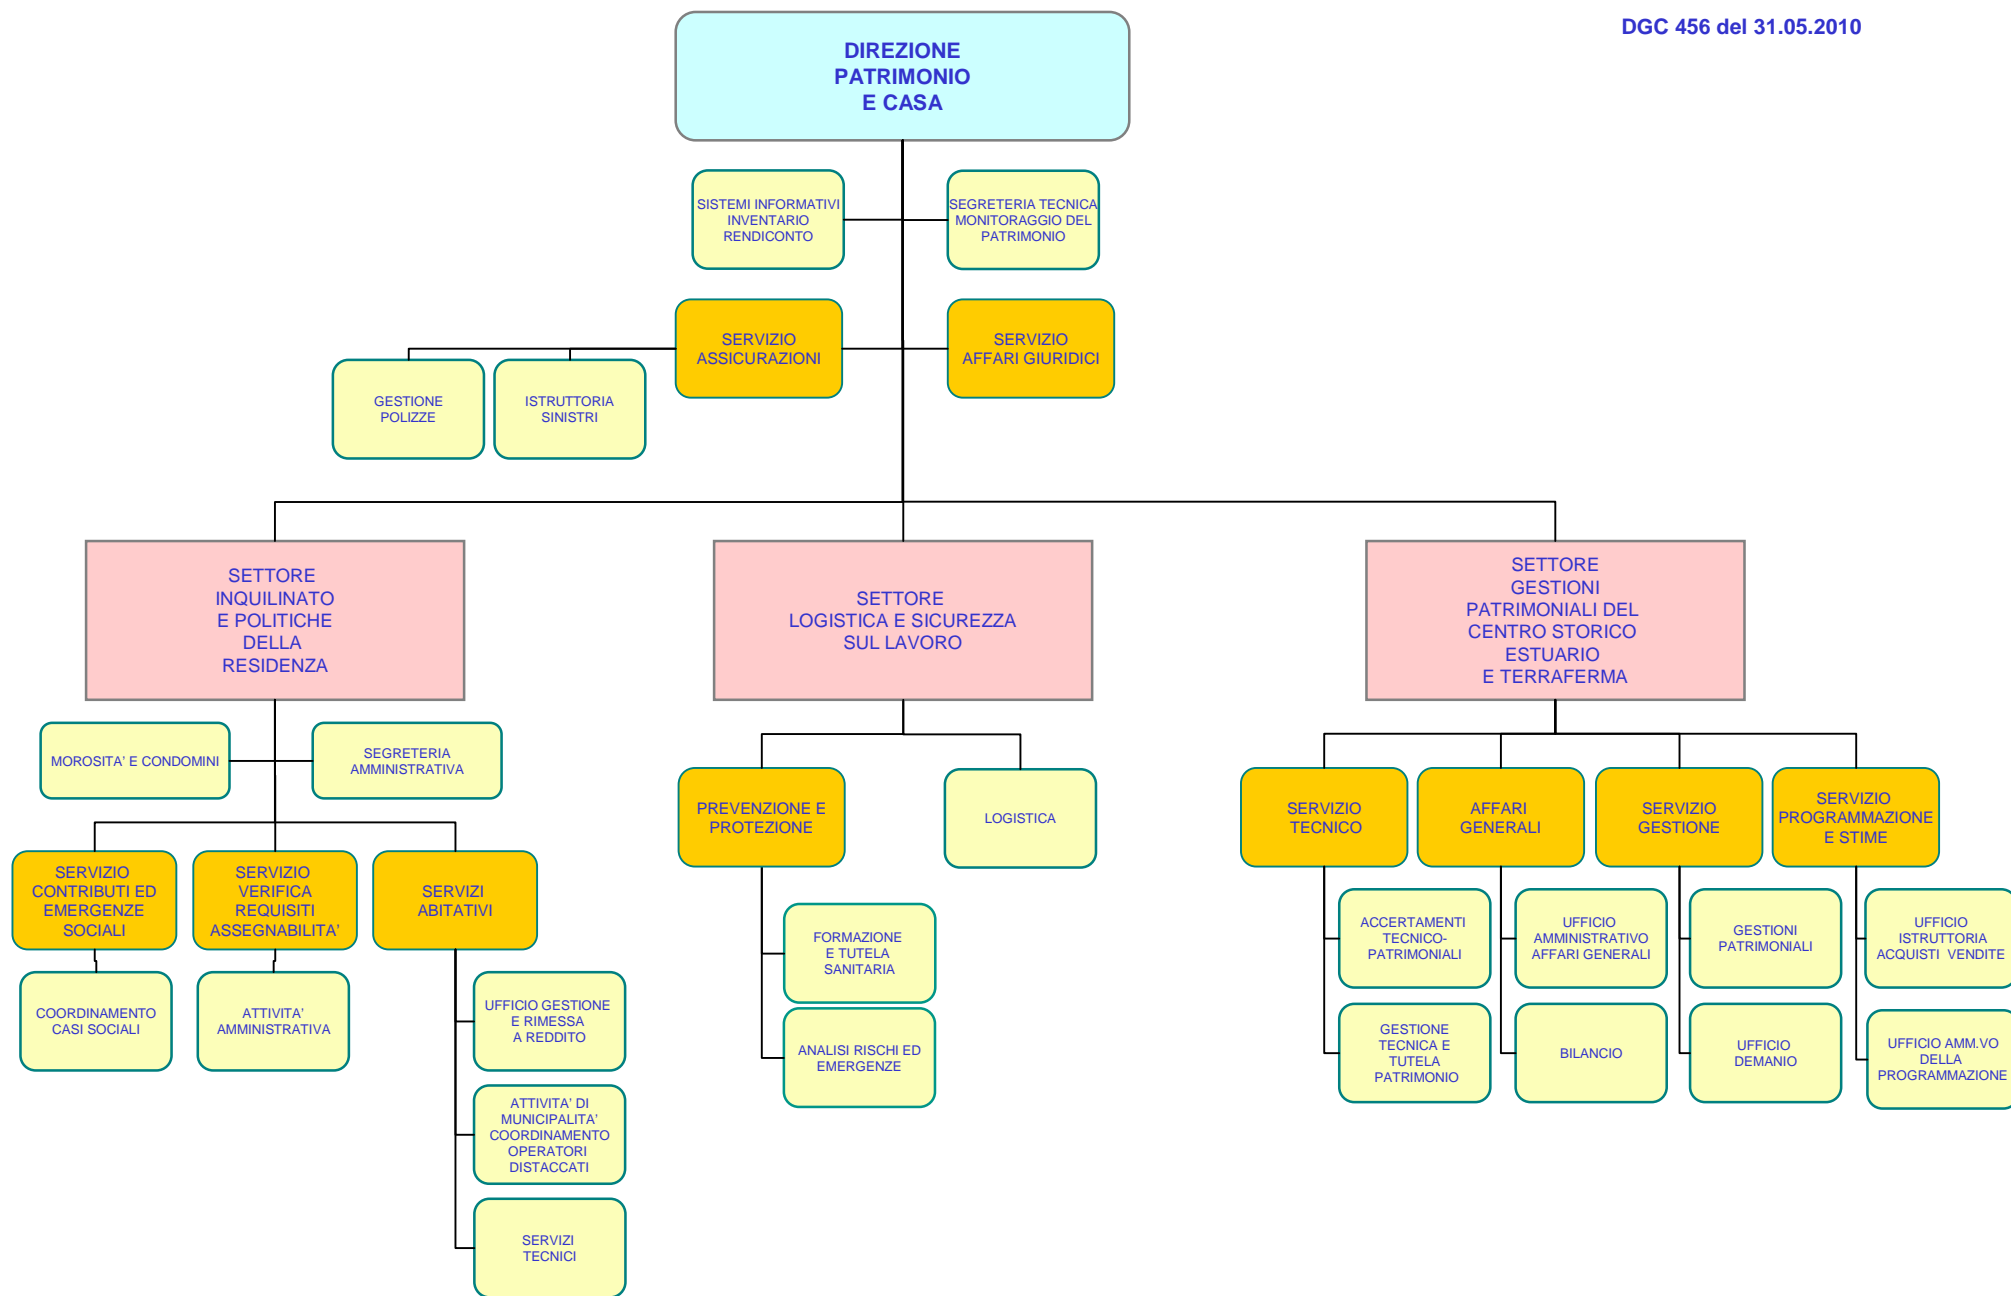 DGC 456 del 31.05.2010
DIREZIONE
PATRIMONIO
E CASA
SISTEMI INFORMATIVI
INVENTARIO
RENDICONTO
SEGRETERIA TECNICA
MONITORAGGIO DEL
PATRIMONIO
SERVIZIO
ASSICURAZIONI
SERVIZIO
AFFARI GIURIDICI
GESTIONE
POLIZZE
ISTRUTTORIA
SINISTRI
SETTORE
INQUILINATO
E POLITICHE
DELLA
RESIDENZA
SETTORE
LOGISTICA E SICUREZZA
SUL LAVORO
SETTORE
GESTIONI
PATRIMONIALI DEL
CENTRO STORICO
ESTUARIO
E TERRAFERMA
MOROSITA' E CONDOMINI
SEGRETERIA
AMMINISTRATIVA
SERVIZIO
CONTRIBUTI ED
EMERGENZE
SOCIALI
SERVIZIO
VERIFICA
REQUISITI
ASSEGNABILITA'
SERVIZI
ABITATIVI
COORDINAMENTO
CASI SOCIALI
ATTIVITA'
AMMINISTRATIVA
UFFICIO GESTIONE
E RIMESSA
A REDDITO
ATTIVITA' DI
MUNICIPALITA'
COORDINAMENTO
OPERATORI
DISTACCATI
SERVIZI
TECNICI
PREVENZIONE E
PROTEZIONE
LOGISTICA
FORMAZIONE
E TUTELA
SANITARIA
ANALISI RISCHI ED
EMERGENZE
SERVIZIO
TECNICO
AFFARI
GENERALI
SERVIZIO
GESTIONE
SERVIZIO
PROGRAMMAZIONE
E STIME
ACCERTAMENTI
TECNICO-
PATRIMONIALI
UFFICIO
AMMINISTRATIVO
AFFARI GENERALI
GESTIONI
PATRIMONIALI
UFFICIO
ISTRUTTORIA
ACQUISTI  VENDITE
GESTIONE
TECNICA E
TUTELA
PATRIMONIO
BILANCIO
UFFICIO
DEMANIO
UFFICIO AMM.VO
DELLA
PROGRAMMAZIONE